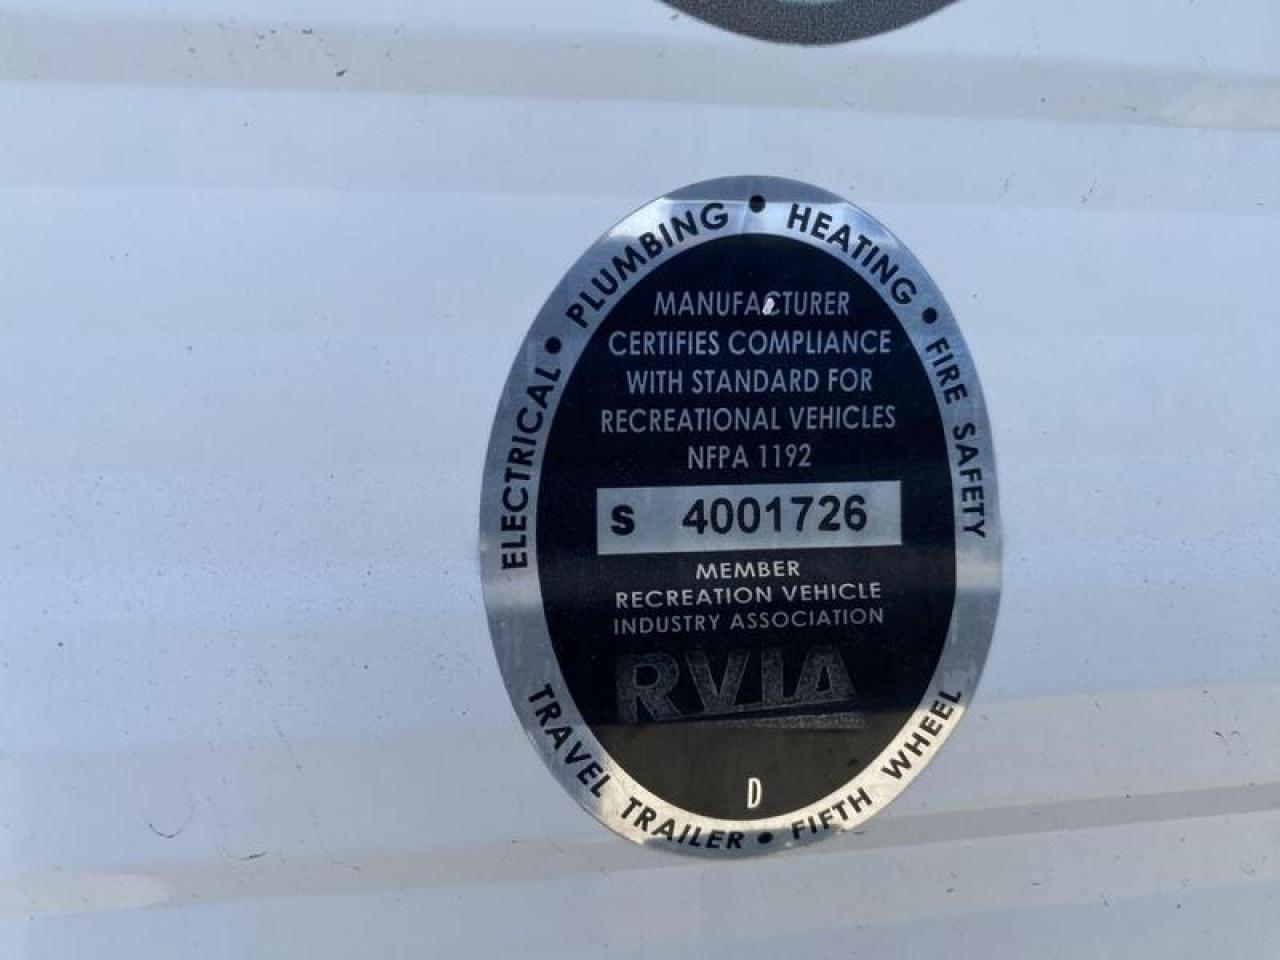 ELECTRICAL • PLUMBING • HEATING • FIRE SAFETY
MANUFACTURER
CERTIFIES COMPLIANCE
WITH STANDARD FOR
RECREATIONAL VEHICLES
NFPA 1192
S 4001726
MEMBER
RECREATION VEHICLE
INDUSTRY ASSOCIATION
RVIA
D
TRAVEL TRAILER • FIFTH WHEEL